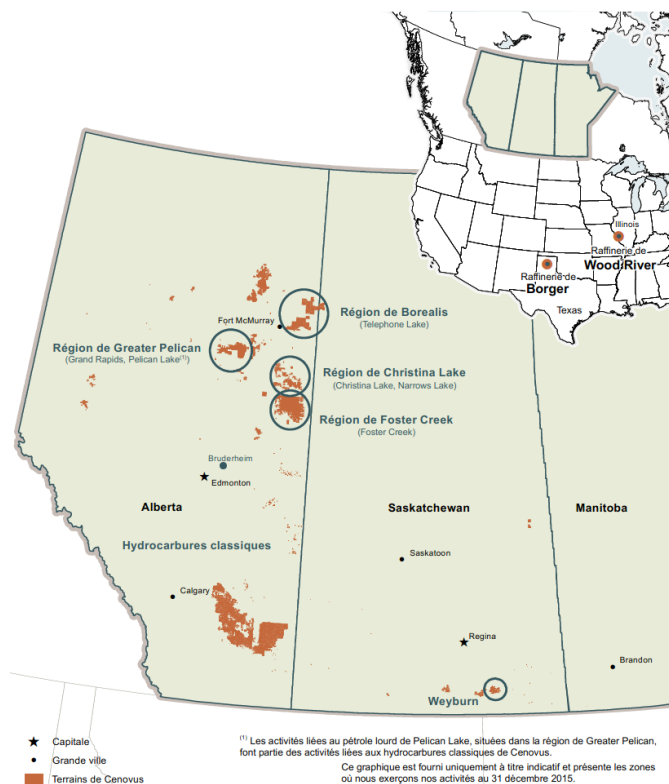 Illinois
Raffinerie de
Wood River
Raffinerie de
Borger
Texas
Fort McMurray
Région de Borealis
(Telephone Lake)
Région de Greater Pelican
(Grand Rapids, Pelican Lake(1))
Région de Christina Lake
(Christina Lake, Narrows Lake)
Région de Foster Creek
(Foster Creek)
Bruderheim
Edmonton
Alberta
Saskatchewan
Manitoba
Hydrocarbures classiques
Saskatoon
Calgary
Regina
Brandon
Weyburn
Capitale
Grande ville
Terrains de Cenovus
(1) Les activités liées au pétrole lourd de Pelican Lake, situées dans la région de Greater Pelican,
font partie des activités liées aux hydrocarbures classiques de Cenovus.
Ce graphique est fourni uniquement à titre indicatif et présente les zones
où nous exerçons nos activités au 31 décembre 2015.